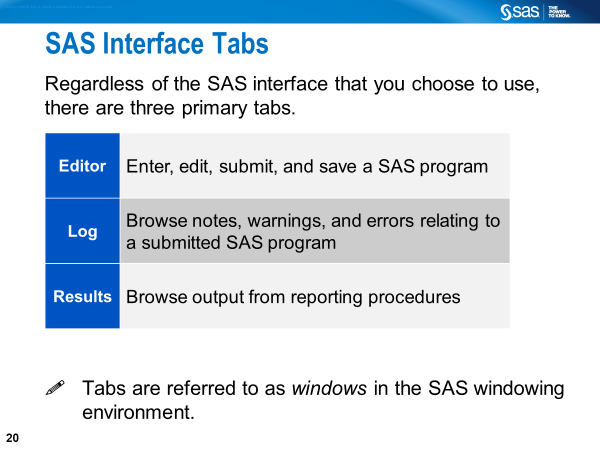 sas THE
POWER
TO KNOW.
SAS Interface Tabs
Regardless of the SAS interface that you choose to use,
there are three primary tabs.
Editor Enter, edit, submit, and save a SAS program
Log Browse notes, warnings, and errors relating to
a submitted SAS program
Results Browse output from reporting procedures
Tabs are referred to as windows in the SAS windowing
environment.
20